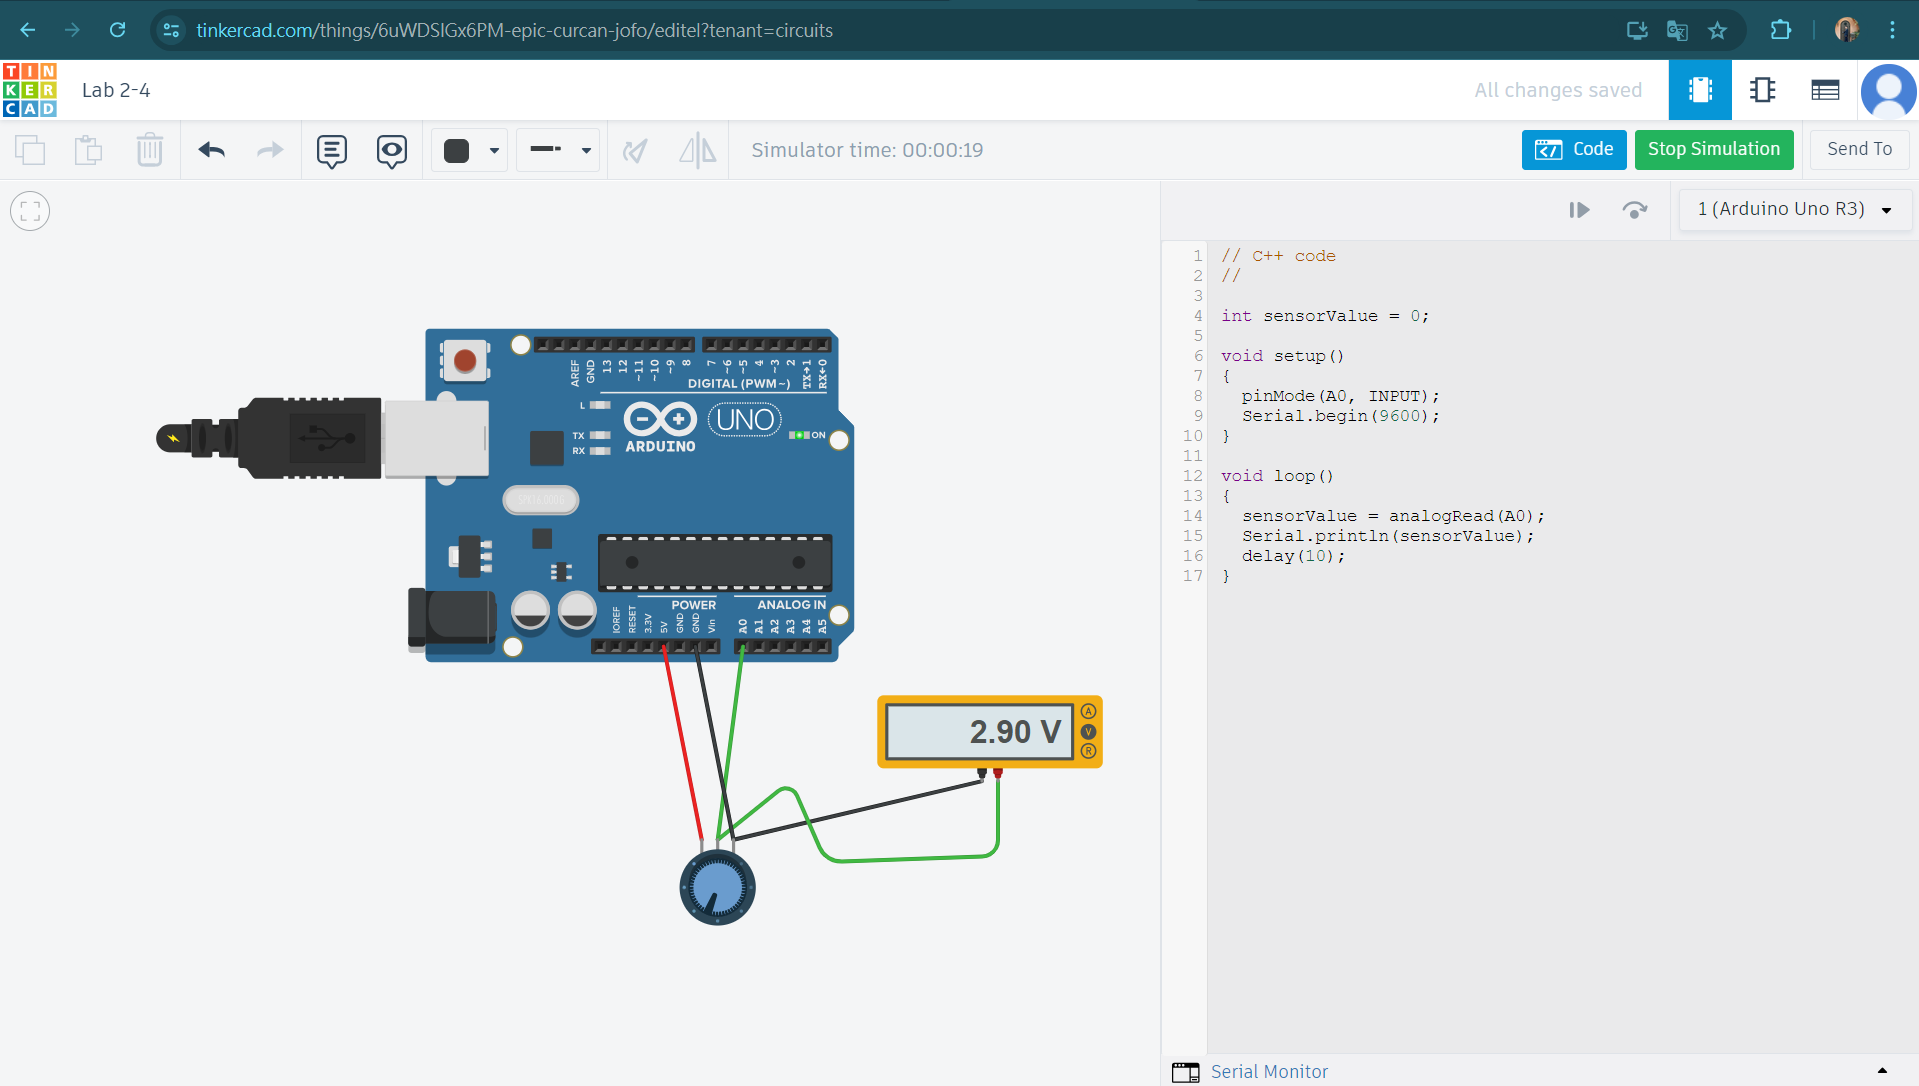 tinkercad.com/things/6uWDSIGx6PM-epic-curcan-jofo/editel?tenant=circuits
TIN
KER
CAD
Lab 2-4
All changes saved
Simulator time: 00:00:19
Code
Stop Simulation
Send To
1 (Arduino Uno R3)
AREF
GND
13
12
~11
~10
~9
8
7
~6
~5
4
~3
2
TX→1
RX←0
DIGITAL (PWM~)
L
TX
RX
ARDUINO
UNO
ON
POWER
ANALOG IN
IOREF
RESET
3.3V
5V
GND
GND
Vin
A0
A1
A2
A3
A4
A5
2.90 V
A
V
R
1 // C++ code
2 //
3
4 int sensorValue = 0;
5
6 void setup()
7 {
8   pinMode(A0, INPUT);
9   Serial.begin(9600);
10 }
11
12 void loop()
13 {
14   sensorValue = analogRead(A0);
15   Serial.println(sensorValue);
16   delay(10);
17 }
Serial Monitor